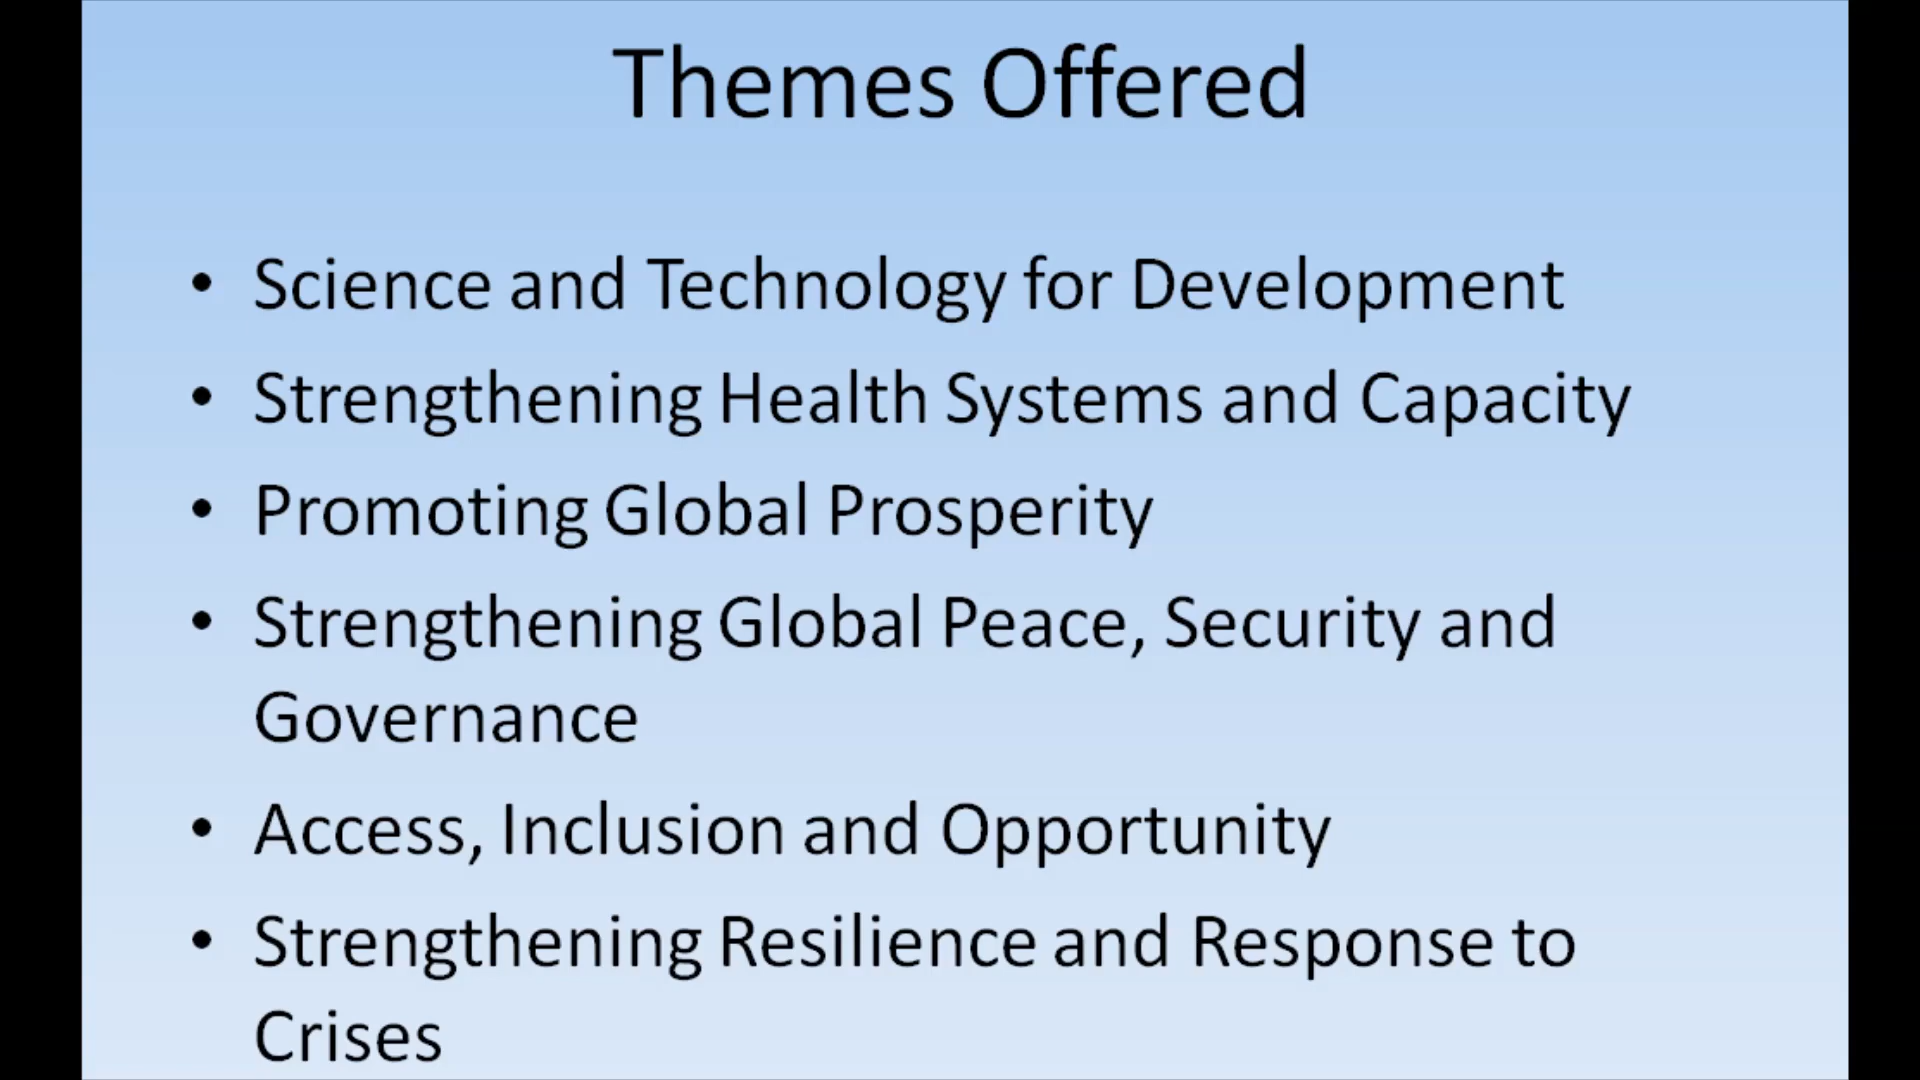 Themes Offered
• Science and Technology for Development
• Strengthening Health Systems and Capacity
• Promoting Global Prosperity
• Strengthening Global Peace, Security and
Governance
• Access, Inclusion and Opportunity
• Strengthening Resilience and Response to
Crises